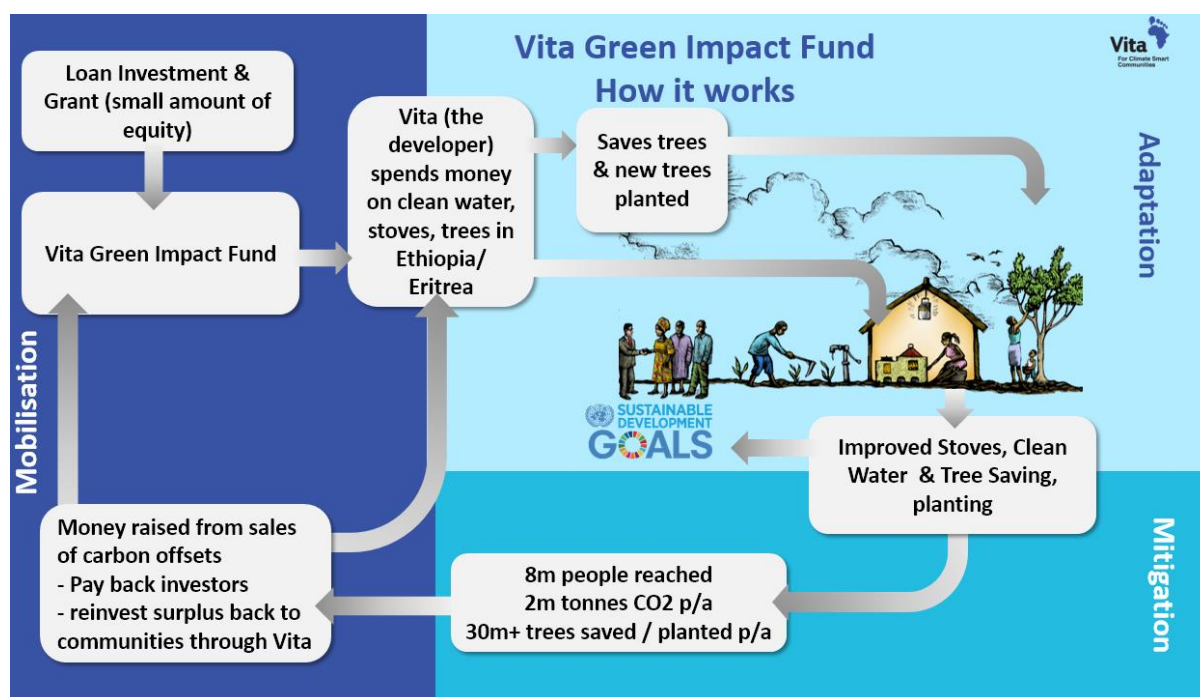 Vita Green Impact Fund
How it works
Vita
For Climate Smart
Communities
Loan Investment &
Grant (small amount of
equity)
Vita Green Impact Fund
Vita (the
developer)
spends money
on clean water,
stoves, trees in
Ethiopia/
Eritrea
Saves trees
& new trees
planted
Adaptation
Mobilisation
SUSTAINABLE
DEVELOPMENT
GOALS
Improved Stoves, Clean
Water & Tree Saving,
planting
Mitigation
8m people reached
2m tonnes CO2 p/a
30m+ trees saved / planted p/a
Money raised from sales
of carbon offsets
- Pay back investors
- reinvest surplus back to
communities through Vita